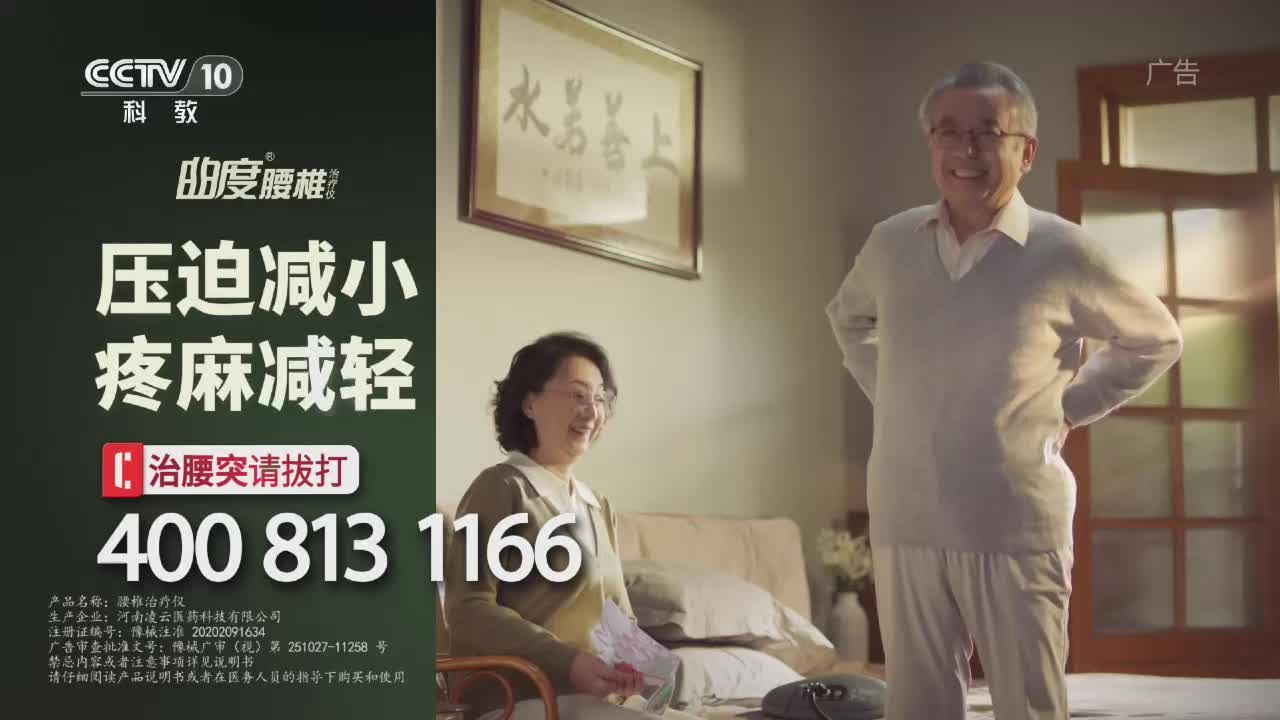 CCTV 10
科教
广告
曲度®腰椎治疗仪
水若善上
压迫减小
疼麻减轻
治腰突请拨打
400 813 1166
产品名称：腰椎治疗仪
生产企业：河南凌云医药科技有限公司
注册证编号：豫械注准 20202091634
广告审查批准文号：豫械广审（视）第 251027-11258 号
禁忌内容或者注意事项详见说明书
请仔细阅读产品说明书或者在医务人员的指导下购买和使用